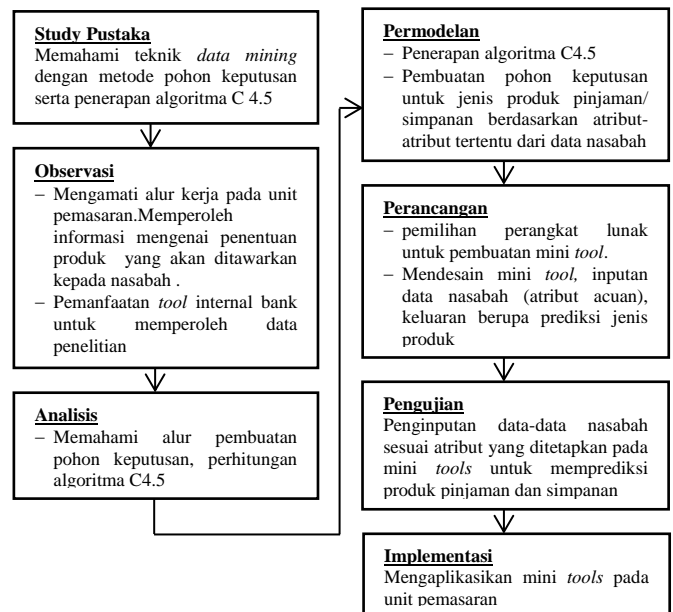 Study Pustaka
Memahami teknik data mining
dengan metode pohon keputusan
serta penerapan algoritma C 4.5
Observasi
− Mengamati alur kerja pada unit
pemasaran.Memperoleh
informasi mengenai penentuan
produk yang akan ditawarkan
kepada nasabah .
− Pemanfaatan tool internal bank
untuk memperoleh data
penelitian
Analisis
− Memahami alur pembuatan
pohon keputusan, perhitungan
algoritma C4.5
Permodelan
− Penerapan algoritma C4.5
− Pembuatan pohon keputusan
untuk jenis produk pinjaman/
simpanan berdasarkan atribut-
atribut tertentu dari data nasabah
Perancangan
− pemilihan perangkat lunak
untuk pembuatan mini tool.
− Mendesain mini tool, inputan
data nasabah (atribut acuan),
keluaran berupa prediksi jenis
produk
Pengujian
Penginputan data-data nasabah
sesuai atribut yang ditetapkan pada
mini tools untuk memprediksi
produk pinjaman dan simpanan
Implementasi
Mengaplikasikan mini tools pada
unit pemasaran